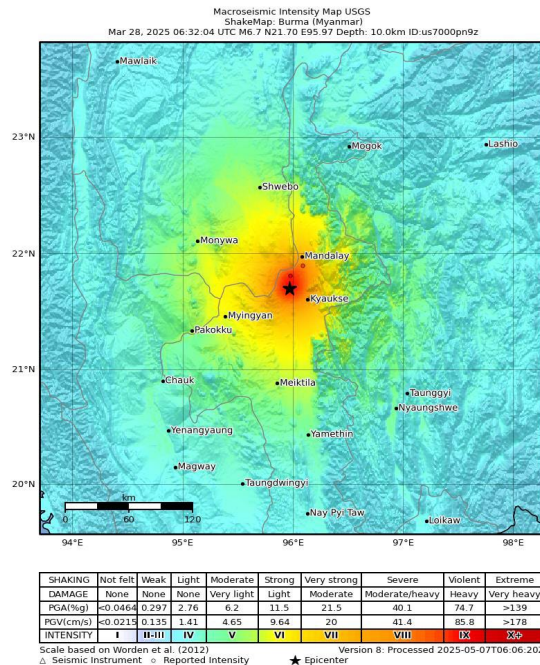 Macroseismic Intensity Map USGS
ShakeMap: Burma (Myanmar)
Mar 28, 2025 06:32:04 UTC M6.7 N21.70 E95.97 Depth: 10.0km ID:us7000pn9z
Mawlaik
23°N
Mogok
Lashio
Shwebo
22°N
Monywa
Mandalay
Kyaukse
Myingyan
Pakokku
21°N
Chauk
Meiktila
Taunggyi
Nyaungshwe
Yenangyaung
Yamethin
Magway
20°N
Taungdwingyi
km
0 60 120
Nay Pyi Taw
Loikaw
94°E 95°E 96°E 97°E 98°E
SHAKING Not felt Weak Light Moderate Strong Very strong Severe Violent Extreme
DAMAGE None None None Very light Light Moderate Moderate/heavy Heavy Very heavy
PGA(%g) <0.0464 0.297 2.76 6.2 11.5 21.5 40.1 74.7 >139
PGV(cm/s) <0.0215 0.135 1.41 4.65 9.64 20 41.4 85.8 >178
INTENSITY I II-III IV V VI VII VIII IX X+
Scale based on Worden et al. (2012) Version 8: Processed 2025-05-07T06:06:20Z
Seismic Instrument Reported Intensity Epicenter